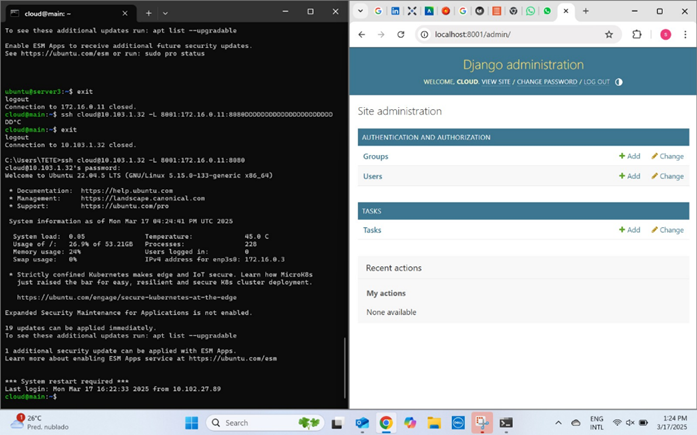 cloud@main: ~
To see these additional updates run: apt list --upgradable
Enable ESM Apps to receive additional future security updates.
See https://ubuntu.com/esm or run: sudo pro status
ubuntu@server3:~$ exit
logout
Connection to 172.16.0.11 closed.
cloud@main:~$ ssh cloud@10.103.1.32 -L 8001:172.16.0.11:8080
^C
cloud@main:~$ exit
logout
Connection to 10.103.1.32 closed.
C:\Users\TETE>ssh cloud@10.103.1.32 -L 8001:172.16.0.11:8080
cloud@10.103.1.32's password:
Welcome to Ubuntu 22.04.5 LTS (GNU/Linux 5.15.0-133-generic x86_64)
* Documentation: https://help.ubuntu.com
* Management: https://landscape.canonical.com
* Support: https://ubuntu.com/pro
System information as of Mon Mar 17 04:24:41 PM UTC 2025
System load: 0.05 Temperature: 45.0 C
Usage of /: 26.9% of 53.21GB Processes: 228
Memory usage: 24% Users logged in: 0
Swap usage: 0% IPv4 address for enp3s0: 172.16.0.3
* Strictly confined Kubernetes makes edge and IoT secure. Learn how MicroK8s
just raised the bar for easy, resilient and secure K8s cluster deployment.
https://ubuntu.com/engage/secure-kubernetes-at-the-edge
Expanded Security Maintenance for Applications is not enabled.
19 updates can be applied immediately.
To see these additional updates run: apt list --upgradable
1 additional security update can be applied with ESM Apps.
Learn more about enabling ESM Apps service at https://ubuntu.com/esm
*** System restart required ***
Last login: Mon Mar 17 16:22:33 2025 from 10.102.27.89
cloud@main:~$
localhost:8001/admin/
Django administration
WELCOME, CLOUD. VIEW SITE / CHANGE PASSWORD / LOG OUT
Site administration
AUTHENTICATION AND AUTHORIZATION
Groups + Add Change
Users + Add Change
TASKS
Tasks + Add Change
Recent actions
My actions
None available
1
26°C
Pred. nublado
Search
ENG
INTL
1:24 PM
3/17/2025